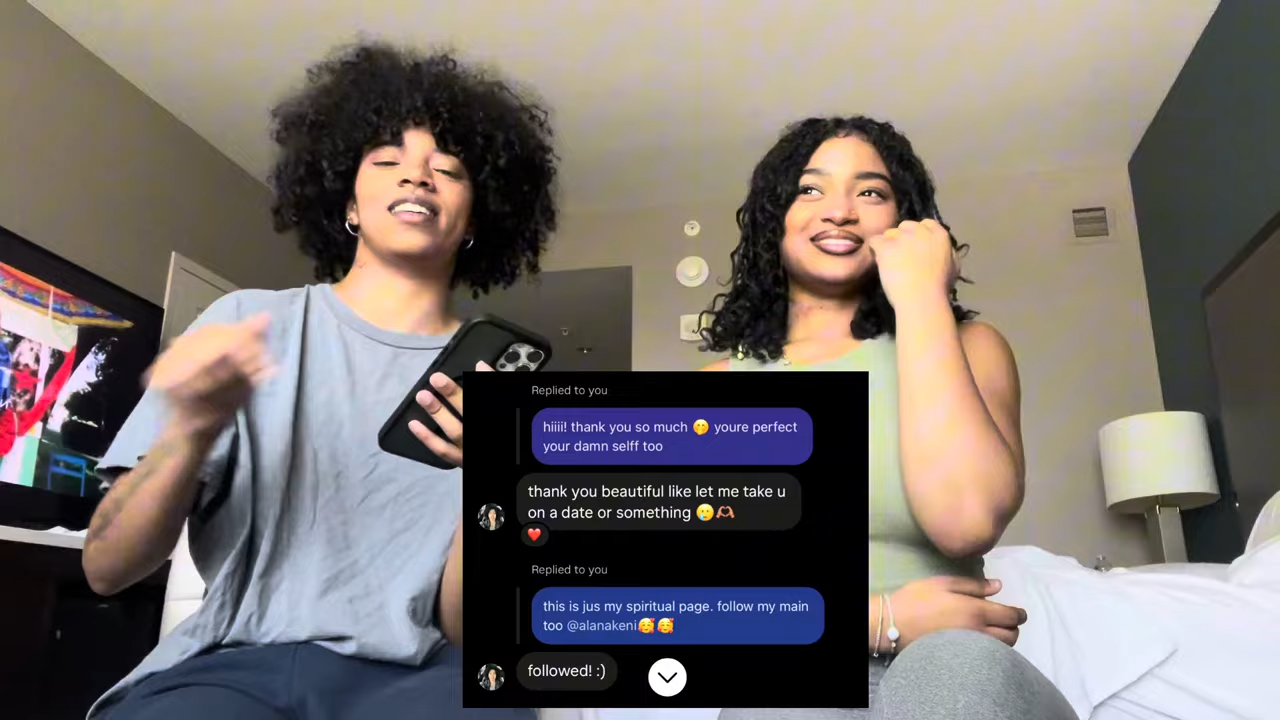 Replied to you
hiiii! thank you so much 🤭 youre perfect
your damn selff too
thank you beautiful like let me take u
on a date or something 🥲🫶🏽
❤️
Replied to you
this is jus my spiritual page. follow my main
too @alanakeni🥰🥰
followed! :)